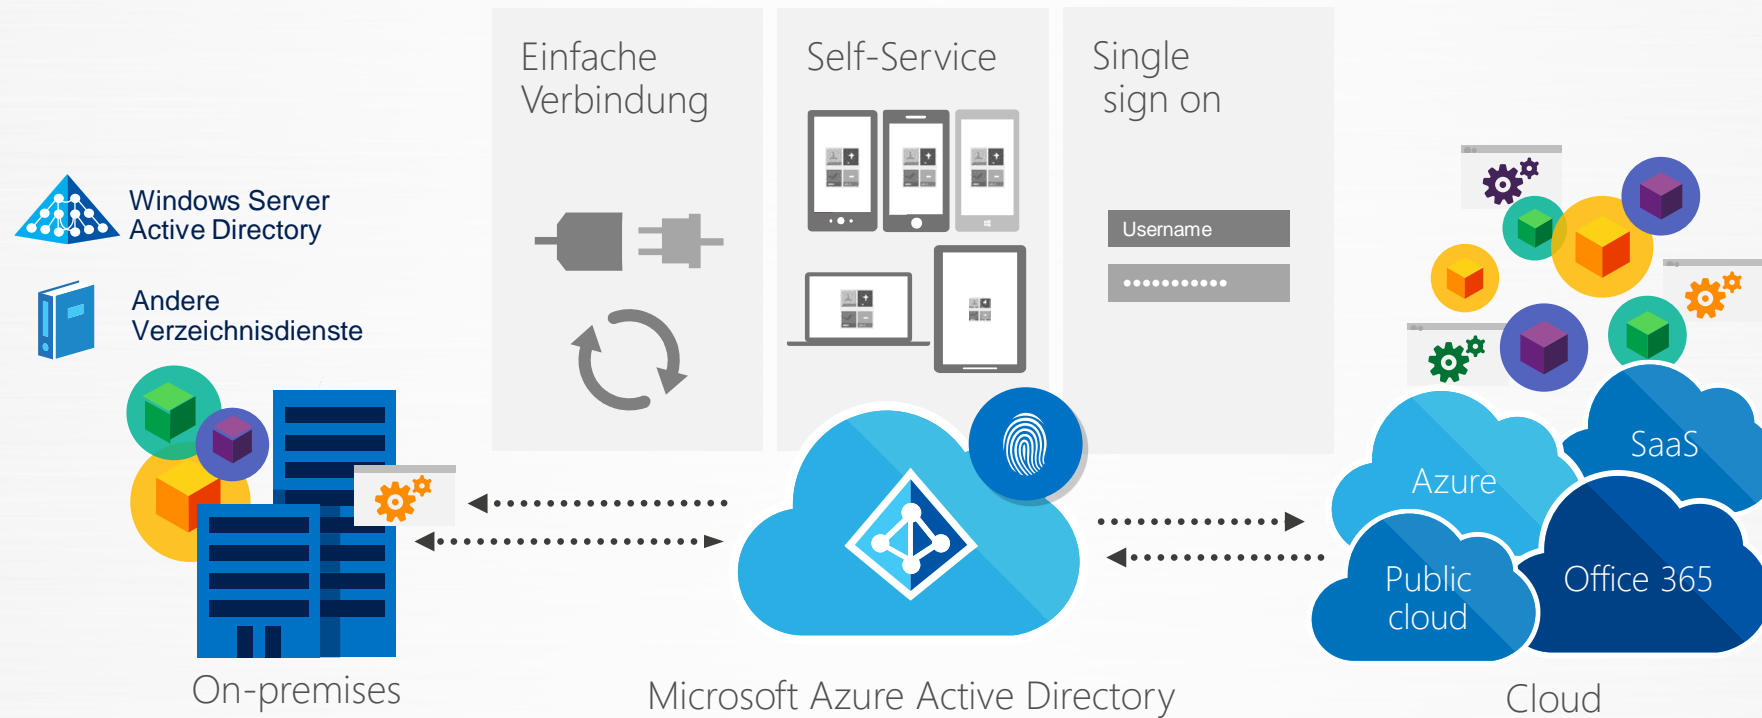 Einfache
Verbindung
Self-Service
Single
sign on
Windows Server
Active Directory
Andere
Verzeichnisdienste
Username
SaaS
Azure
Public
cloud
Office 365
On-premises
Microsoft Azure Active Directory
Cloud